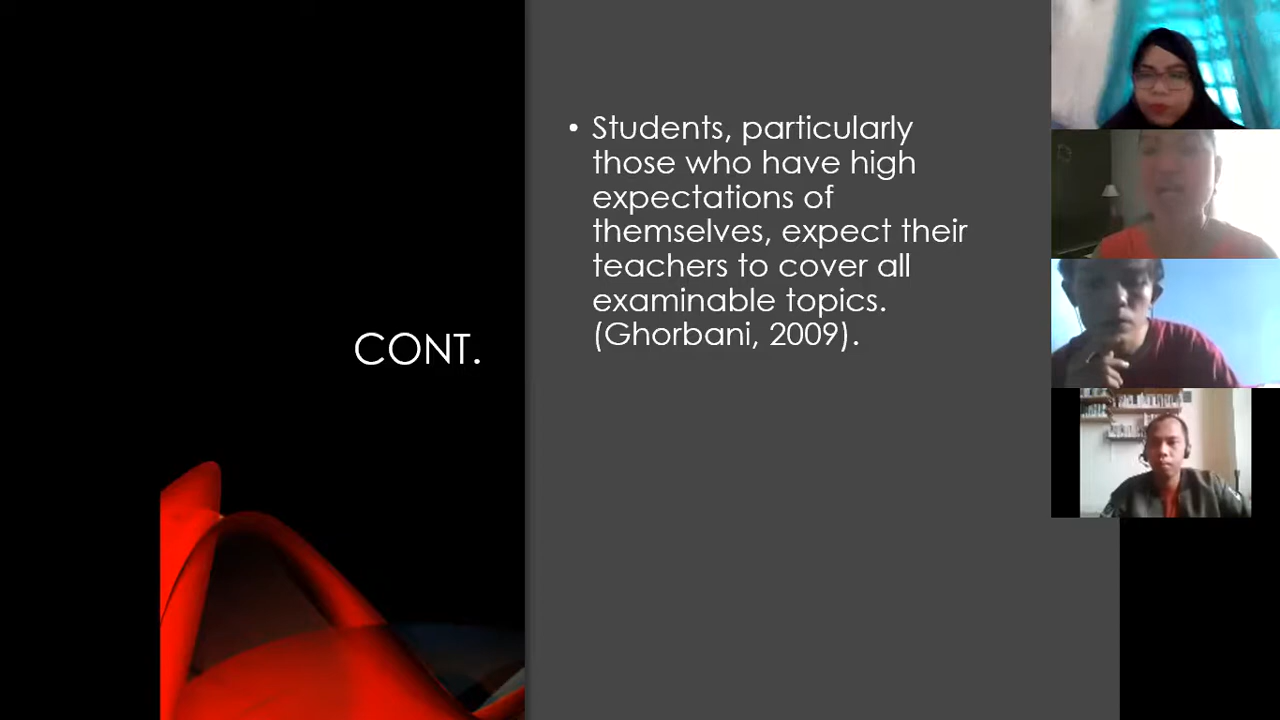 CONT.
• Students, particularly
those who have high
expectations of
themselves, expect their
teachers to cover all
examinable topics.
(Ghorbani, 2009).